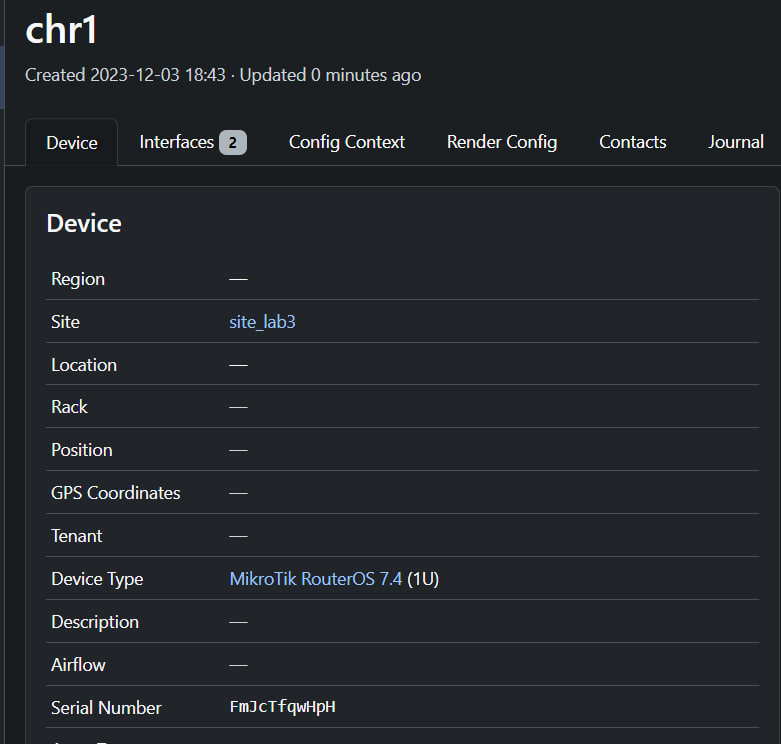 chr1
Created 2023-12-03 18:43 · Updated 0 minutes ago
Device Interfaces 2 Config Context Render Config Contacts Journal
Device
Region —
Site site_lab3
Location —
Rack —
Position —
GPS Coordinates —
Tenant —
Device Type MikroTik RouterOS 7.4 (1U)
Description —
Airflow —
Serial Number FmJcTfqwHpH